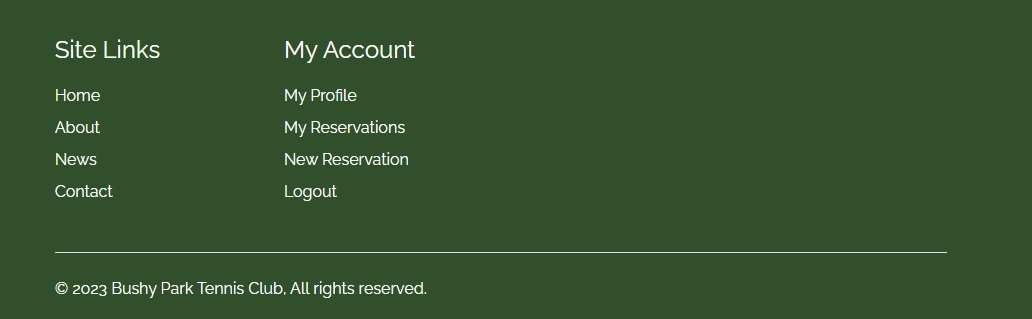 Site Links
Home
About
News
Contact
My Account
My Profile
My Reservations
New Reservation
Logout
© 2023 Bushy Park Tennis Club, All rights reserved.